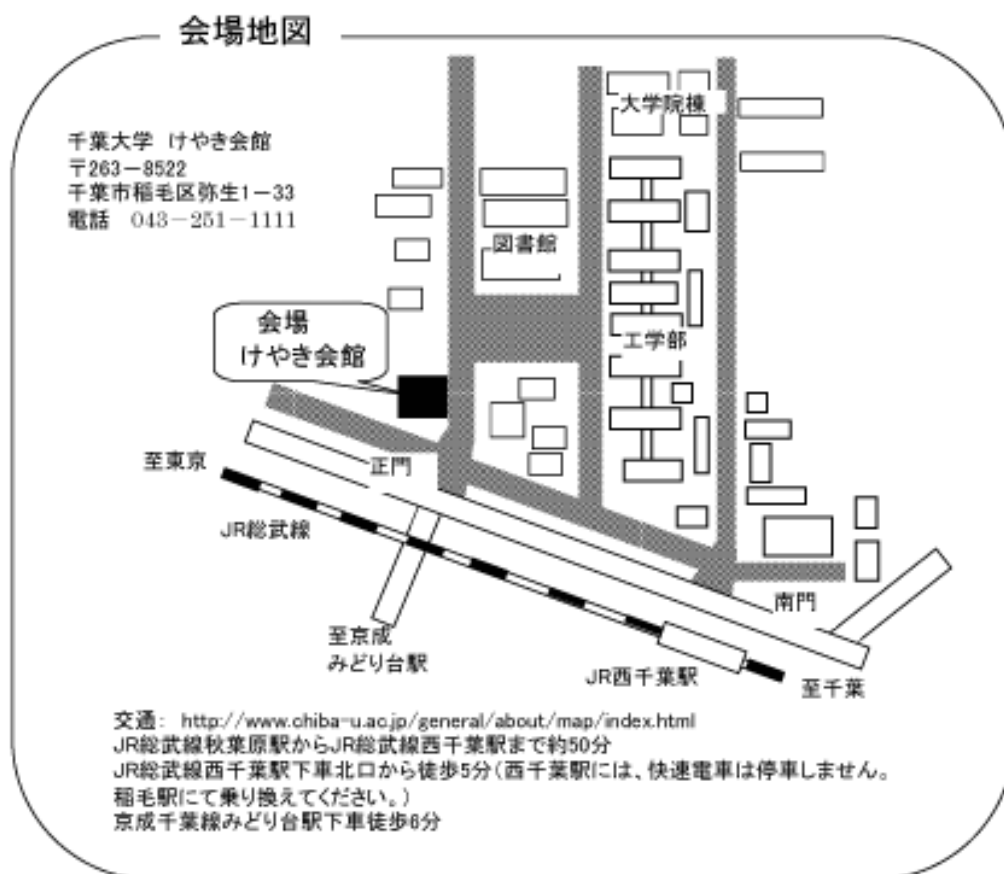 会場地図
千葉大学 けやき会館
〒263-8522
千葉市稲毛区弥生1-33
電話 043-251-1111
大学院棟
図書館
会場
けやき会館
工学部
正門
至東京
JR総武線
南門
至京成
みどり台駅
JR西千葉駅
至千葉
交通: http://www.chiba-u.ac.jp/general/about/map/index.html
JR総武線秋葉原駅からJR総武線西千葉駅まで約50分
JR総武線西千葉駅下車北口から徒歩5分(西千葉駅には、快速電車は停車しません。
稲毛駅にて乗り換えてください。)
京成千葉線みどり台駅下車徒歩6分